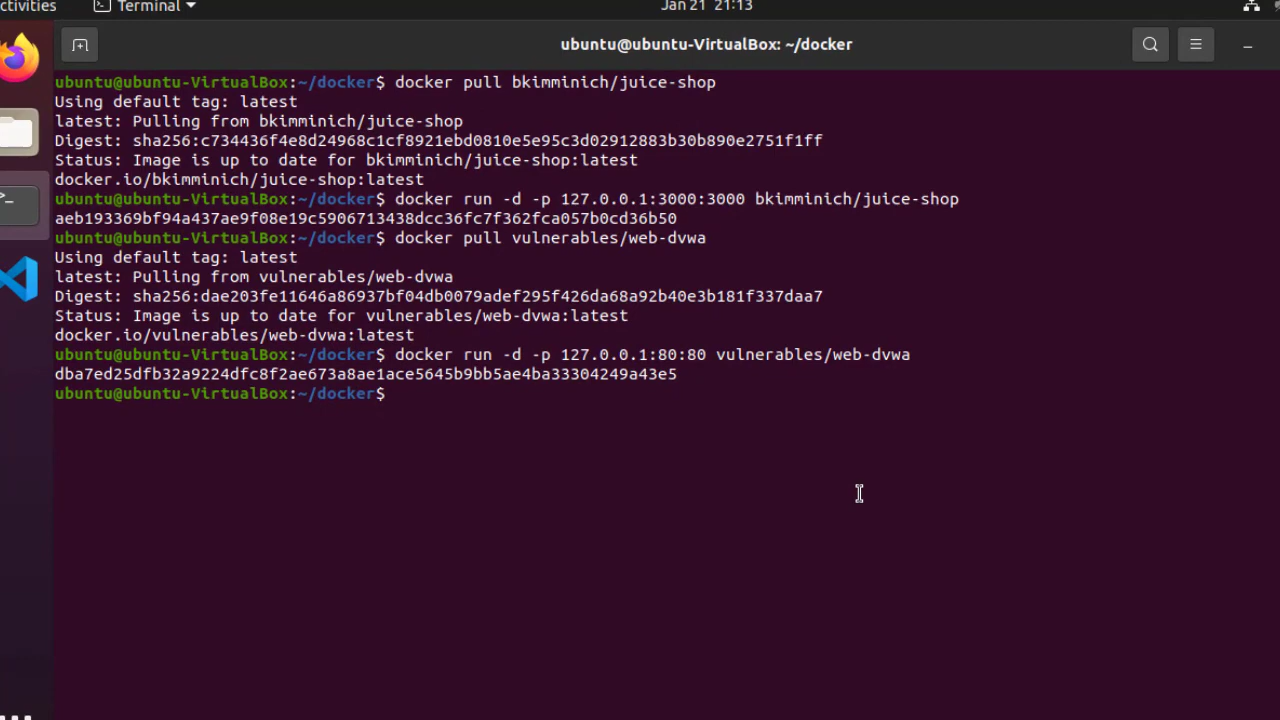 ctivities
Terminal
Jan 21 21:13
ubuntu@ubuntu-VirtualBox: ~/docker
ubuntu@ubuntu-VirtualBox:~/docker$ docker pull bkimminich/juice-shop
Using default tag: latest
latest: Pulling from bkimminich/juice-shop
Digest: sha256:c734436f4e8d24968c1cf8921ebd0810e5e95c3d02912883b30b890e2751f1ff
Status: Image is up to date for bkimminich/juice-shop:latest
docker.io/bkimminich/juice-shop:latest
ubuntu@ubuntu-VirtualBox:~/docker$ docker run -d -p 127.0.0.1:3000:3000 bkimminich/juice-shop
aeb193369bf94a437ae9f08e19c5906713438dcc36fc7f362fca057b0cd36b50
ubuntu@ubuntu-VirtualBox:~/docker$ docker pull vulnerables/web-dvwa
Using default tag: latest
latest: Pulling from vulnerables/web-dvwa
Digest: sha256:dae203fe11646a86937bf04db0079adef295f426da68a92b40e3b181f337daa7
Status: Image is up to date for vulnerables/web-dvwa:latest
docker.io/vulnerables/web-dvwa:latest
ubuntu@ubuntu-VirtualBox:~/docker$ docker run -d -p 127.0.0.1:80:80 vulnerables/web-dvwa
dba7ed25dfb32a9224dfc8f2ae673a8ae1ace5645b9bb5ae4ba33304249a43e5
ubuntu@ubuntu-VirtualBox:~/docker$